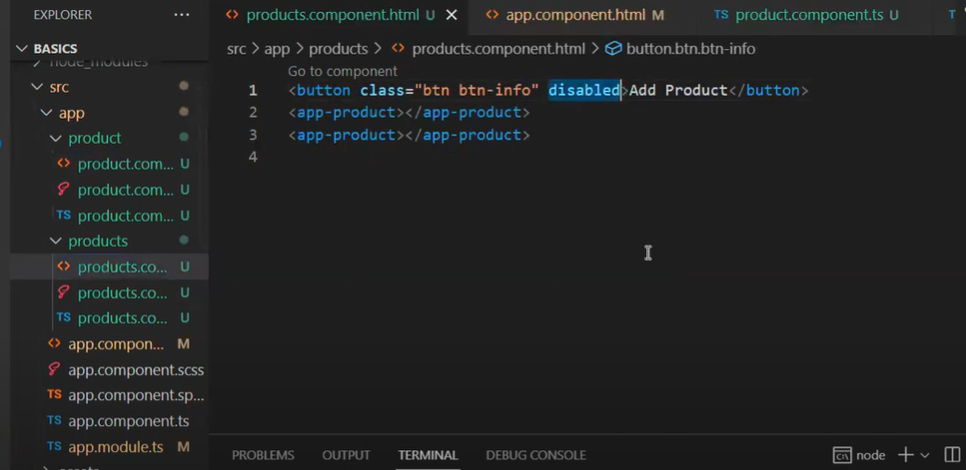 EXPLORER ...
products.component.html U
app.component.html M
product.component.ts U
T
BASICS
node_modules
src
app
product
product.com... U
product.com... U
TS product.com... U
products
products.co... U
products.co... U
TS products.co... U
app.compon... M
app.component.scss
TS app.component.sp...
TS app.component.ts
TS app.module.ts M
src > app > products > products.component.html > button.btn.btn-info
Go to component
1 <button class="btn btn-info" disabled>Add Product</button>
2 <app-product></app-product>
3 <app-product></app-product>
4
PROBLEMS OUTPUT TERMINAL DEBUG CONSOLE
node